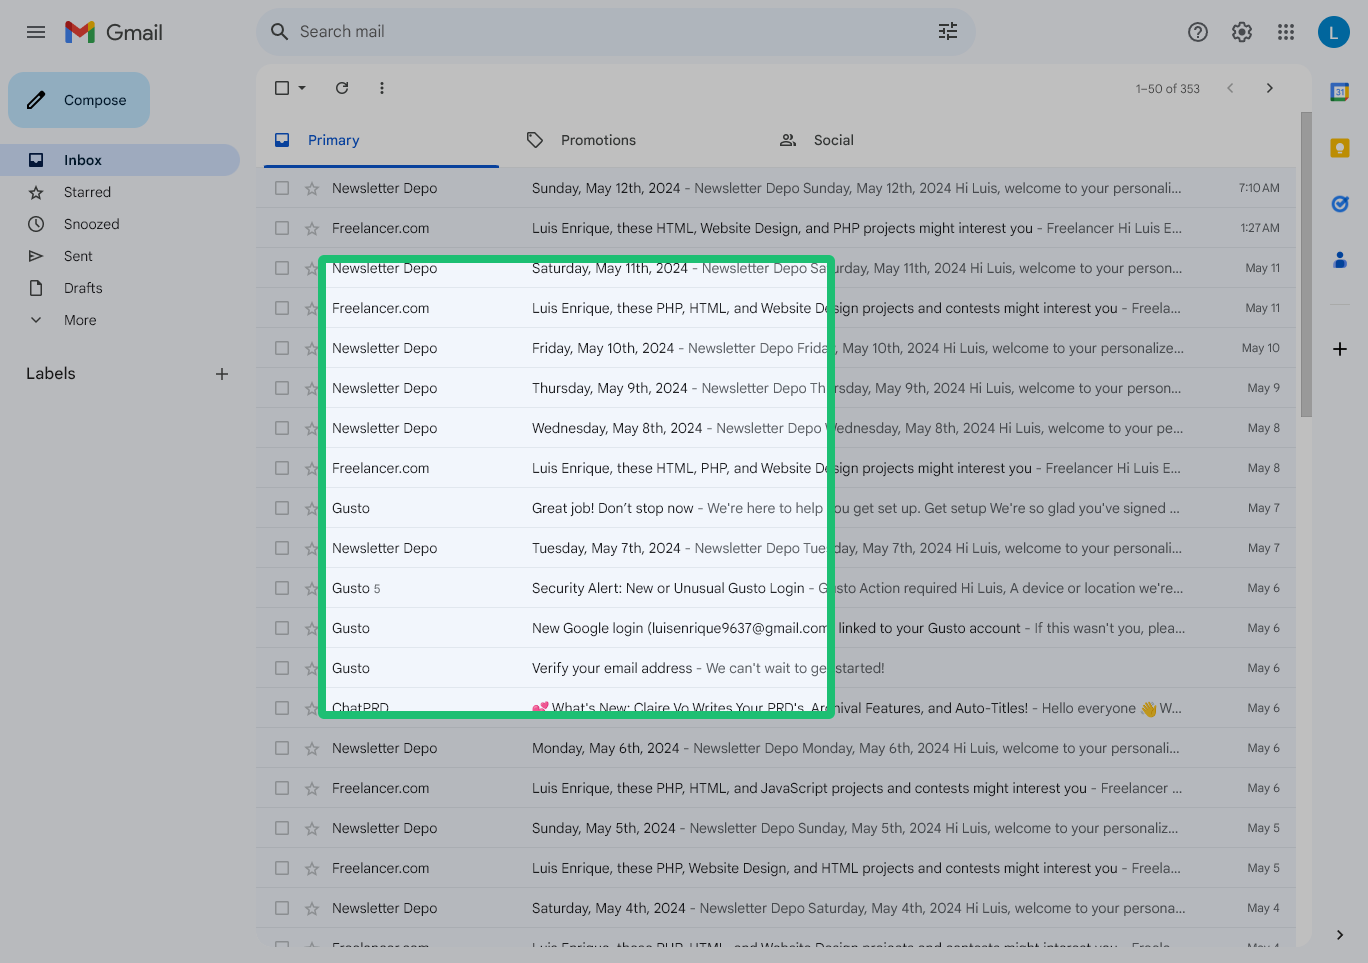 Gmail
Search mail
L
Compose
1–50 of 353
31
Primary
Promotions
Social
Inbox
Starred
Snoozed
Sent
Drafts
More
Labels
Newsletter Depo Sunday, May 12th, 2024 - Newsletter Depo Sunday, May 12th, 2024 Hi Luis, welcome to your personali... 7:10 AM
Freelancer.com Luis Enrique, these HTML, Website Design, and PHP projects might interest you - Freelancer Hi Luis E... 1:27 AM
Newsletter Depo Saturday, May 11th, 2024 - Newsletter Depo Saturday, May 11th, 2024 Hi Luis, welcome to your person... May 11
Freelancer.com Luis Enrique, these PHP, HTML, and Website Design projects and contests might interest you - Freela... May 11
Newsletter Depo Friday, May 10th, 2024 - Newsletter Depo Friday, May 10th, 2024 Hi Luis, welcome to your personalize... May 10
Newsletter Depo Thursday, May 9th, 2024 - Newsletter Depo Thursday, May 9th, 2024 Hi Luis, welcome to your person... May 9
Newsletter Depo Wednesday, May 8th, 2024 - Newsletter Depo Wednesday, May 8th, 2024 Hi Luis, welcome to your pe... May 8
Freelancer.com Luis Enrique, these HTML, PHP, and Website Design projects might interest you - Freelancer Hi Luis E... May 8
Gusto Great job! Don’t stop now - We're here to help you get set up. Get setup We're so glad you've signed ... May 7
Newsletter Depo Tuesday, May 7th, 2024 - Newsletter Depo Tuesday, May 7th, 2024 Hi Luis, welcome to your personali... May 7
Gusto 5 Security Alert: New or Unusual Gusto Login - Gusto Action required Hi Luis, A device or location we're... May 6
Gusto New Google login (luisenrique9637@gmail.com) linked to your Gusto account - If this wasn't you, plea... May 6
Gusto Verify your email address - We can't wait to get started! May 6
ChatPRD 💕 What's New: Claire Vo Writes Your PRD's, Archival Features, and Auto-Titles! - Hello everyone 👋 W... May 6
Newsletter Depo Monday, May 6th, 2024 - Newsletter Depo Monday, May 6th, 2024 Hi Luis, welcome to your personali... May 6
Freelancer.com Luis Enrique, these PHP, HTML, and JavaScript projects and contests might interest you - Freelancer ... May 6
Newsletter Depo Sunday, May 5th, 2024 - Newsletter Depo Sunday, May 5th, 2024 Hi Luis, welcome to your personaliz... May 5
Freelancer.com Luis Enrique, these PHP, Website Design, and HTML projects and contests might interest you - Freela... May 5
Newsletter Depo Saturday, May 4th, 2024 - Newsletter Depo Saturday, May 4th, 2024 Hi Luis, welcome to your persona... May 4
Freelancer.com Luis Enrique, these PHP, HTML, and Website Design projects and contests might interest you - Freela... May 4